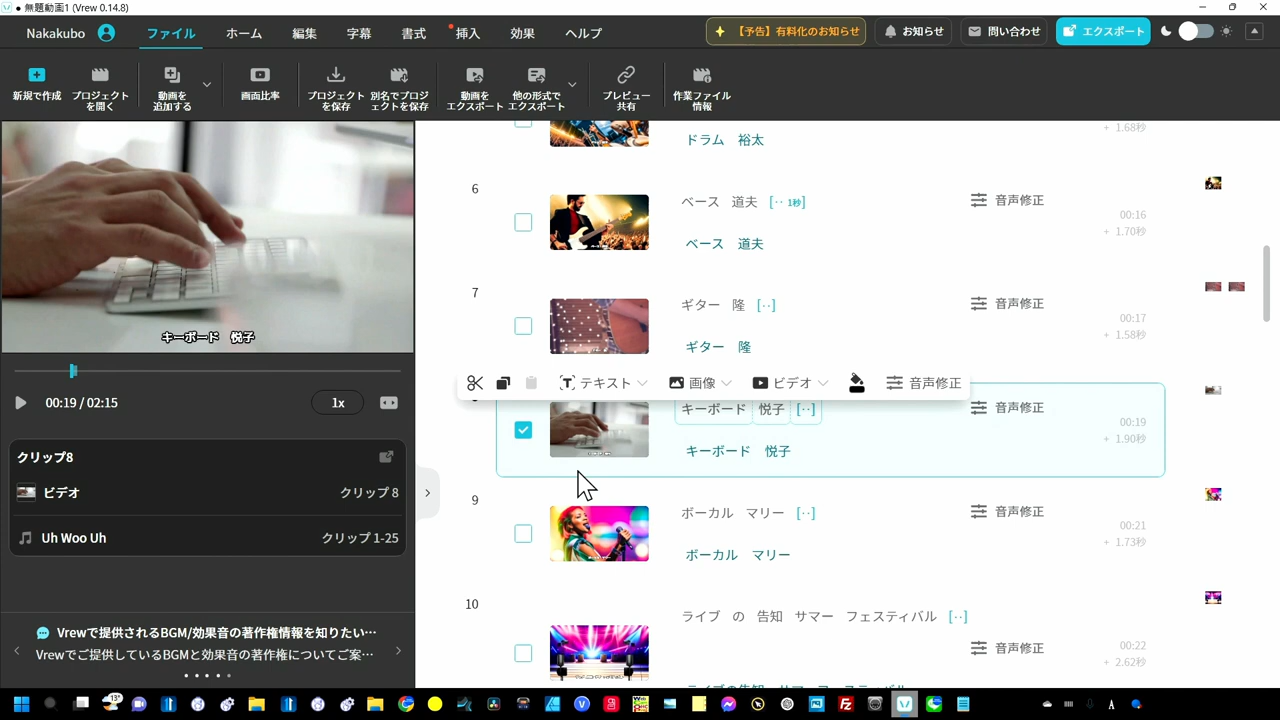 ● 無題動画1 (Vrew 0.14.8)
Nakakubo ファイル ホーム 編集 字幕 書式 挿入 効果 ヘルプ 【予告】有料化のお知らせ お知らせ 問い合わせ エクスポート
新規で作成 プロジェクトを開く 動画を追加する 画面比率 プロジェクトを保存 別名でプロジェクトを保存 動画をエクスポート 他の形式でエクスポート プレビュー共有 作業ファイル情報
キーボード 悦子
00:19 / 02:15 1x
クリップ8
ビデオ クリップ 8
Uh Woo Uh クリップ 1-25
Vrewで提供されるBGM/効果音の著作権情報を知りたい…
Vrewでご提供しているBGMと効果音の著作権についてご案…
+ 1.68秒
ドラム 裕太
6
ベース 道夫 [·· 1秒] 音声修正
00:16
+ 1.70秒
ベース 道夫
7
ギター 隆 [··] 音声修正
00:17
+ 1.58秒
ギター 隆
テキスト 画像 ビデオ 音声修正
キーボード 悦子 [··] 音声修正
00:19
+ 1.90秒
キーボード 悦子
9
ボーカル マリー [··] 音声修正
00:21
+ 1.73秒
ボーカル マリー
10
ライブ の 告知 サマー フェスティバル [··]
音声修正
00:22
+ 2.62秒
ライブの告知 サマーフェスティバル
13°